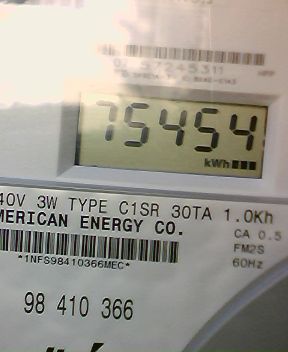 57245311
75454
kWh
40V 3W TYPE C1SR 30TA 1.0Kh
MERICAN ENERGY CO.
CA 0.5
FM2S
*1NFS98410366MEC*
60Hz
98 410 366